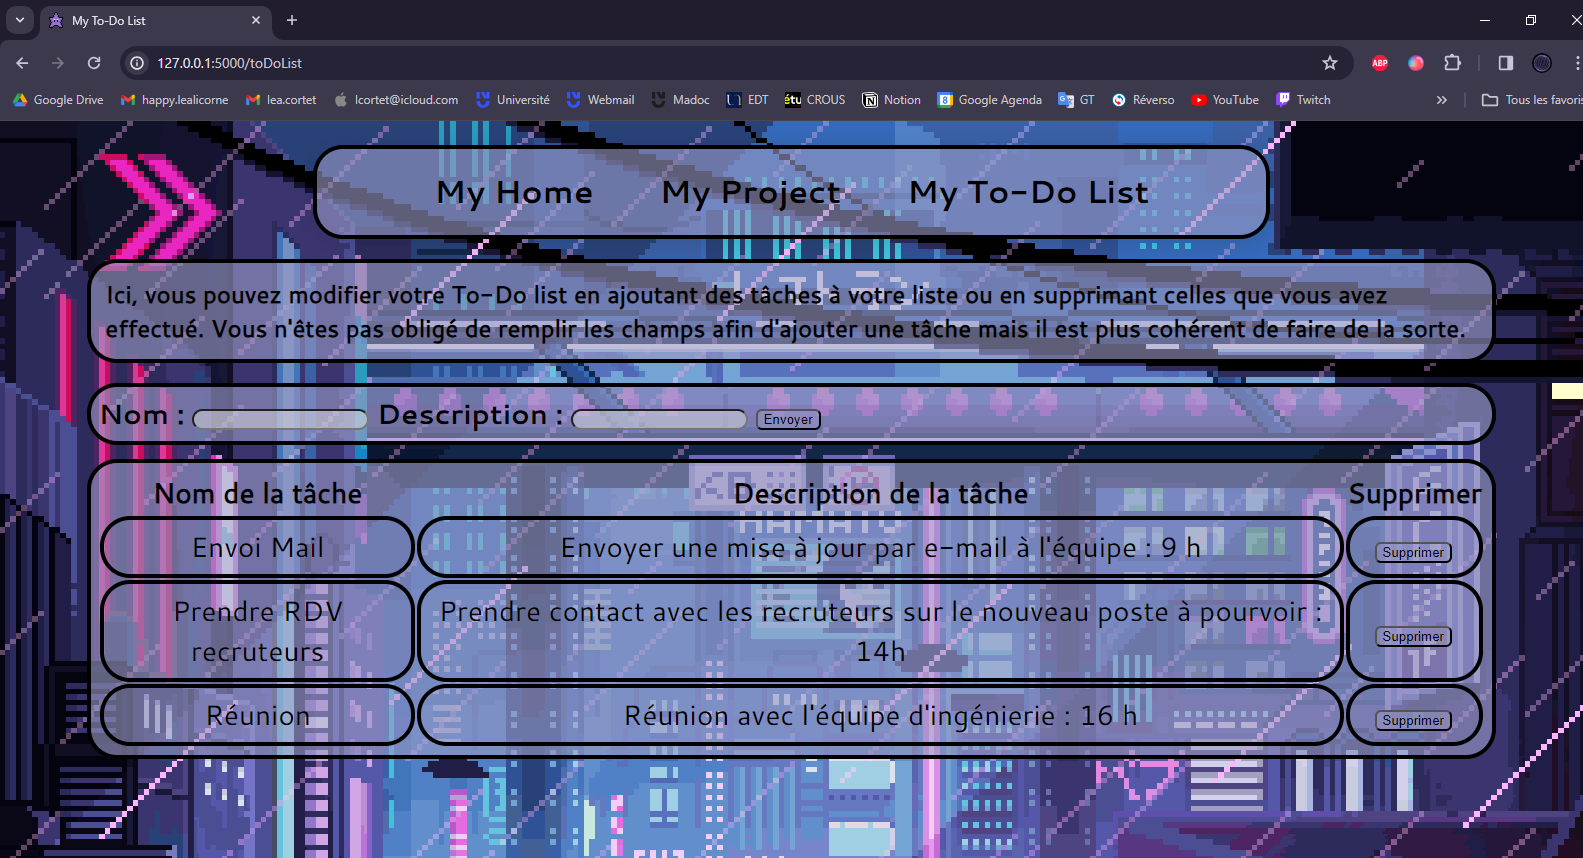 My To-Do List
127.0.0.1:5000/toDoList
ABP
Google Drive happy.lealicorne lea.cortet lcortet@icloud.com Université Webmail Madoc EDT CROUS Notion Google Agenda GT Réverso YouTube Twitch » Tous les favoris
My Home My Project My To-Do List
Ici, vous pouvez modifier votre To-Do list en ajoutant des tâches à votre liste ou en supprimant celles que vous avez
effectué. Vous n'êtes pas obligé de remplir les champs afin d'ajouter une tâche mais il est plus cohérent de faire de la sorte.
Nom : Description : Envoyer
Nom de la tâche Description de la tâche Supprimer
Envoi Mail Envoyer une mise à jour par e-mail à l'équipe : 9 h Supprimer
Prendre RDV Prendre contact avec les recruteurs sur le nouveau poste à pourvoir :
recruteurs 14h Supprimer
Réunion Réunion avec l'équipe d'ingénierie : 16 h Supprimer